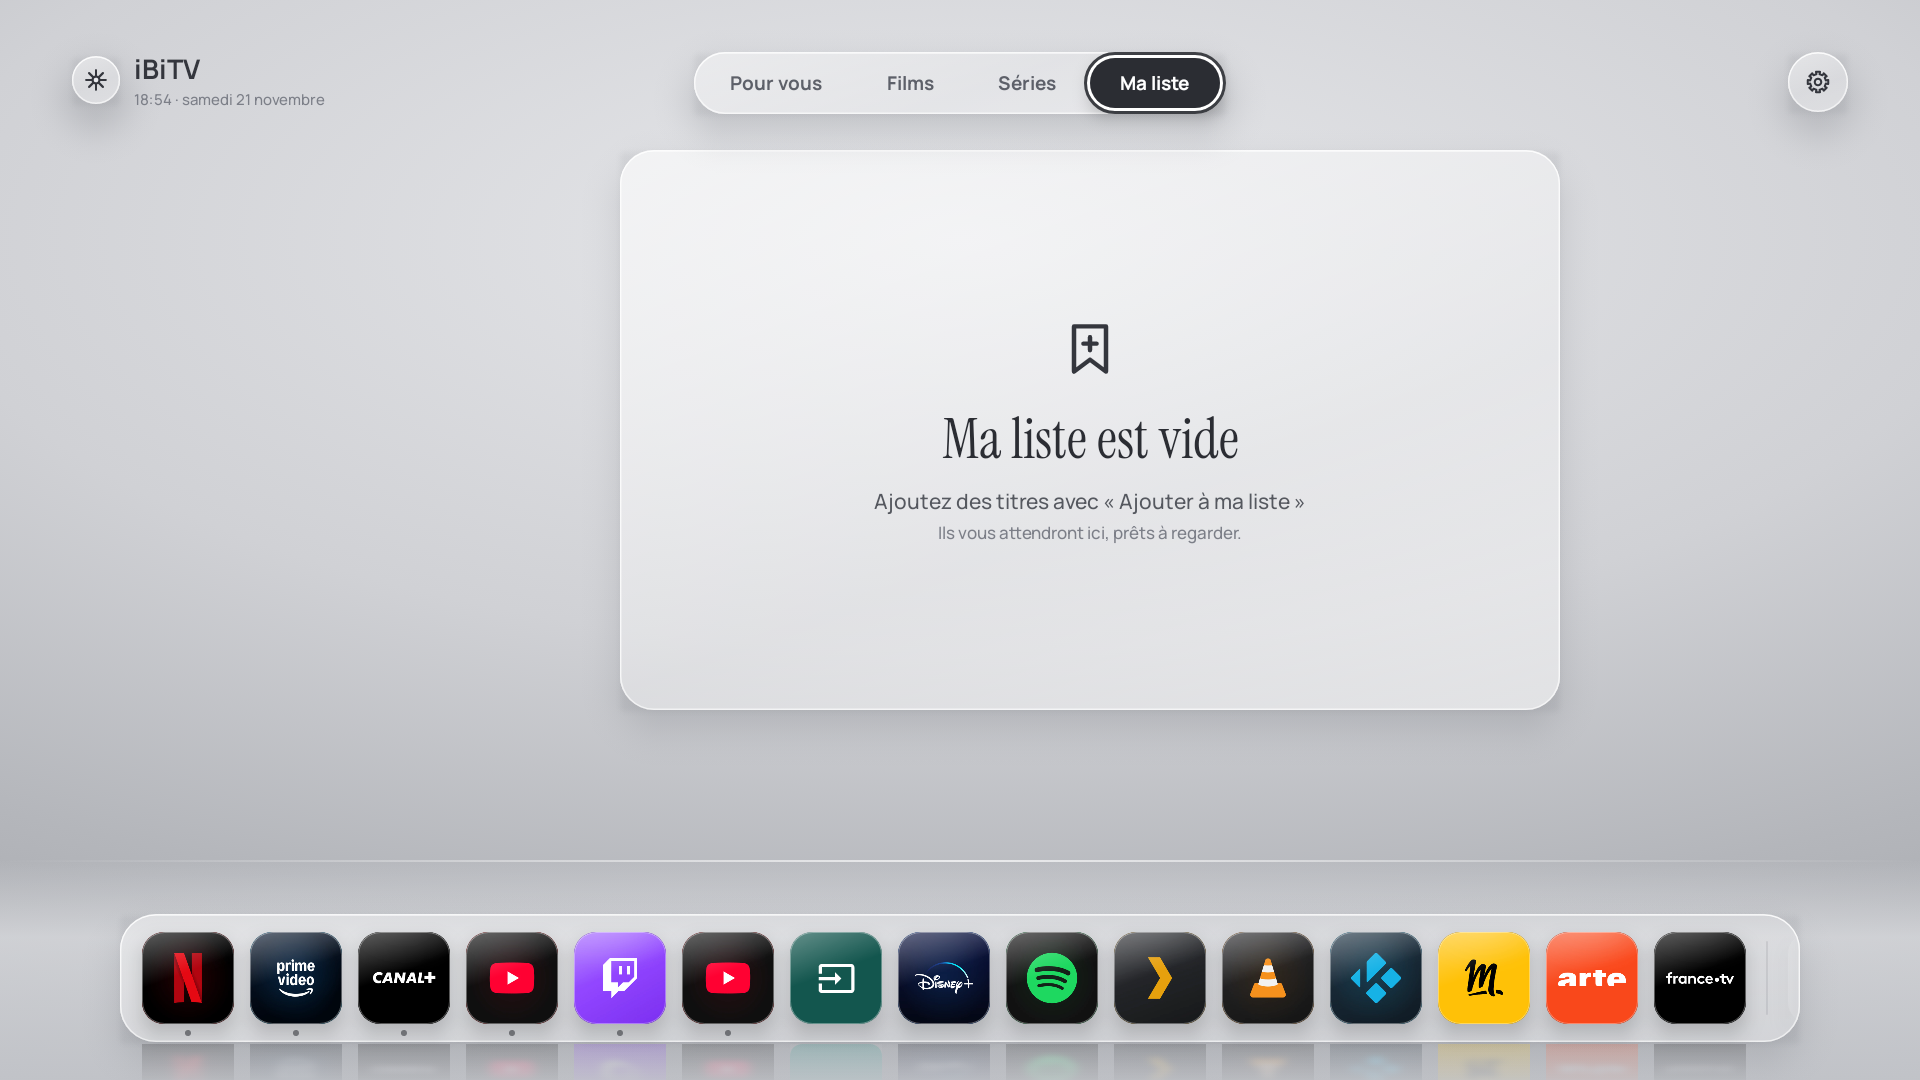 iBiTV
18:54 · samedi 21 novembre
Pour vous
Films
Séries
Ma liste
Ma liste est vide
Ajoutez des titres avec « Ajouter à ma liste »
Ils vous attendront ici, prêts à regarder.
prime
video
CANAL+
Disney+
m.
arte
france•tv